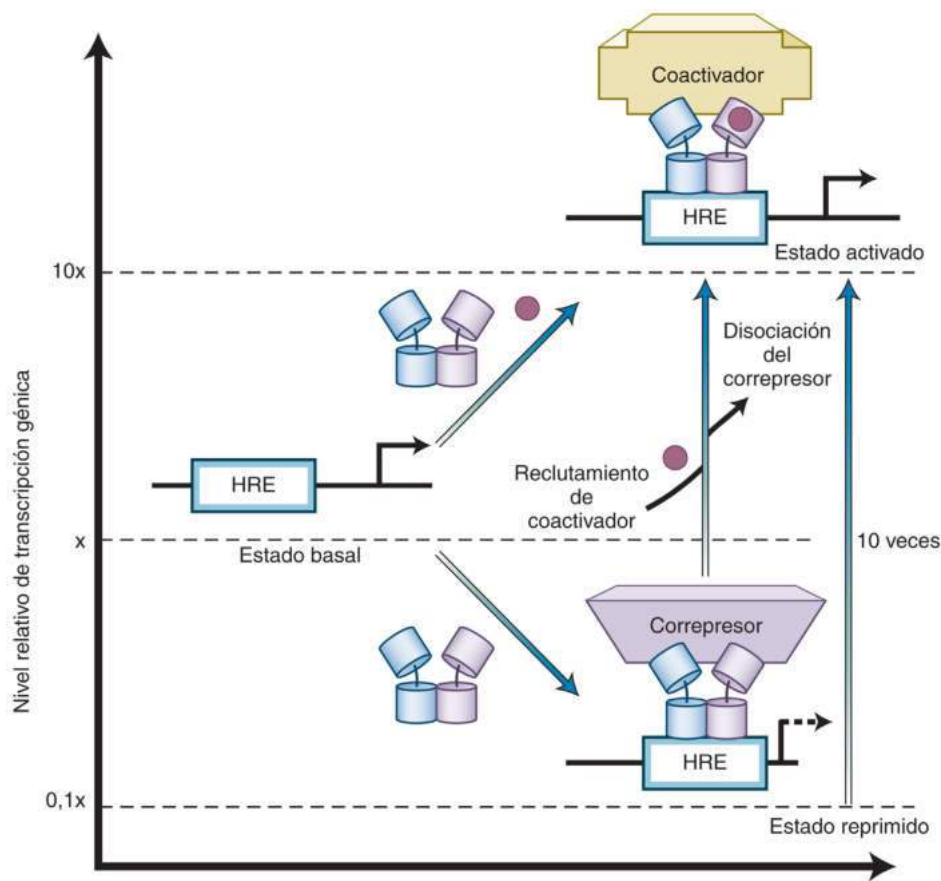 Coactivador
HRE
Estado activado
10x
Disociación
del
correpresor
HRE
Reclutamiento
de
coactivador
Nivel relativo de transcripción génica
x
Estado basal
10 veces
Correpresor
HRE
0,1x
Estado reprimido